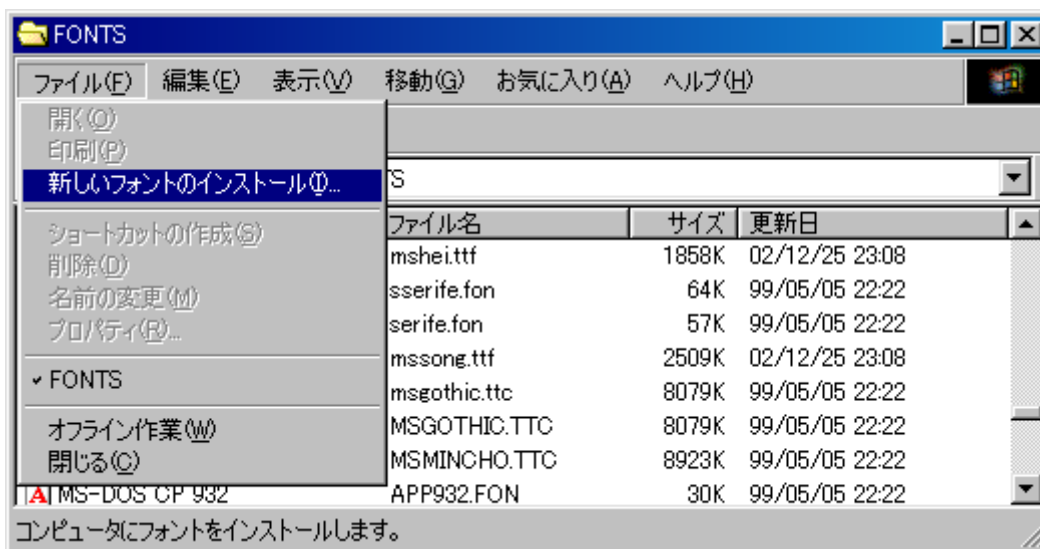 FONTS
ファイル(F) 編集(E) 表示(V) 移動(G) お気に入り(A) ヘルプ(H)
開く(O)
印刷(P)
新しいフォントのインストール(I)...
ショートカットの作成(S)
削除(D)
名前の変更(M)
プロパティ(R)...
FONTS
オフライン作業(W)
閉じる(C)
S
ファイル名 サイズ 更新日
mshei.ttf 1858K 02/12/25 23:08
sserife.fon 64K 99/05/05 22:22
serife.fon 57K 99/05/05 22:22
mssong.ttf 2509K 02/12/25 23:08
msgothic.ttc 8079K 99/05/05 22:22
MSGOTHIC.TTC 8079K 99/05/05 22:22
MSMINCHO.TTC 8923K 99/05/05 22:22
MS-DOS CP 932 APP932.FON 30K 99/05/05 22:22
コンピュータにフォントをインストールします。